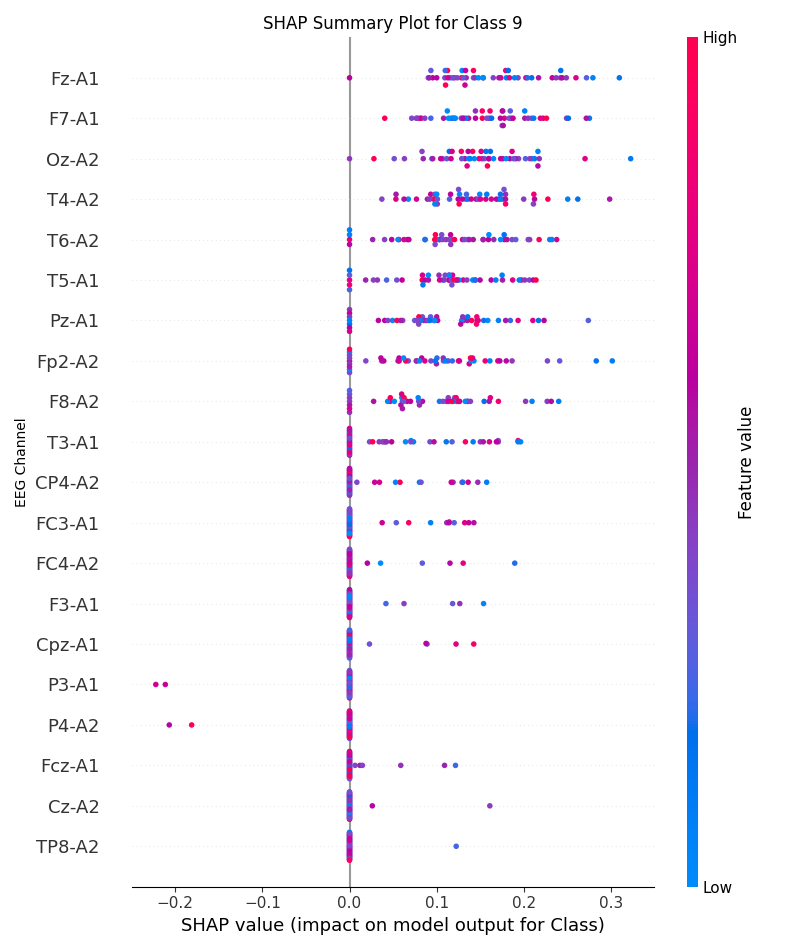 SHAP Summary Plot for Class 9
High
Fz-A1
F7-A1
Oz-A2
T4-A2
T6-A2
T5-A1
Pz-A1
Fp2-A2
F8-A2
T3-A1
CP4-A2
FC3-A1
FC4-A2
F3-A1
Cpz-A1
P3-A1
P4-A2
Fcz-A1
Cz-A2
TP8-A2
EEG Channel
Feature value
Low
−0.2 −0.1 0.0 0.1 0.2 0.3
SHAP value (impact on model output for Class)